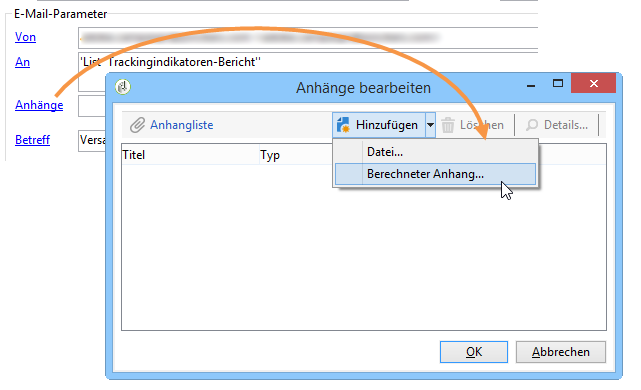 E-Mail-Parameter
Von
An
'List Trackingindikatoren-Bericht''
Anhänge bearbeiten
Anhänge
Anhangliste
Hinzufügen
Löschen
Details...
Betreff
Versa
Titel
Typ
Datei...
Berechneter Anhang...
OK
Abbrechen